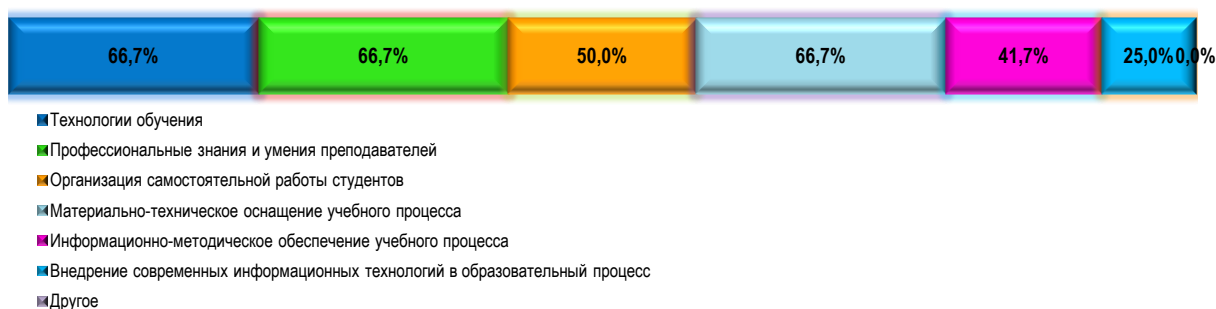 66,7% 66,7% 50,0% 66,7% 41,7% 25,0% 0,0%
Технологии обучения
Профессиональные знания и умения преподавателей
Организация самостоятельной работы студентов
Материально-техническое оснащение учебного процесса
Информационно-методическое обеспечение учебного процесса
Внедрение современных информационных технологий в образовательный процесс
Другое